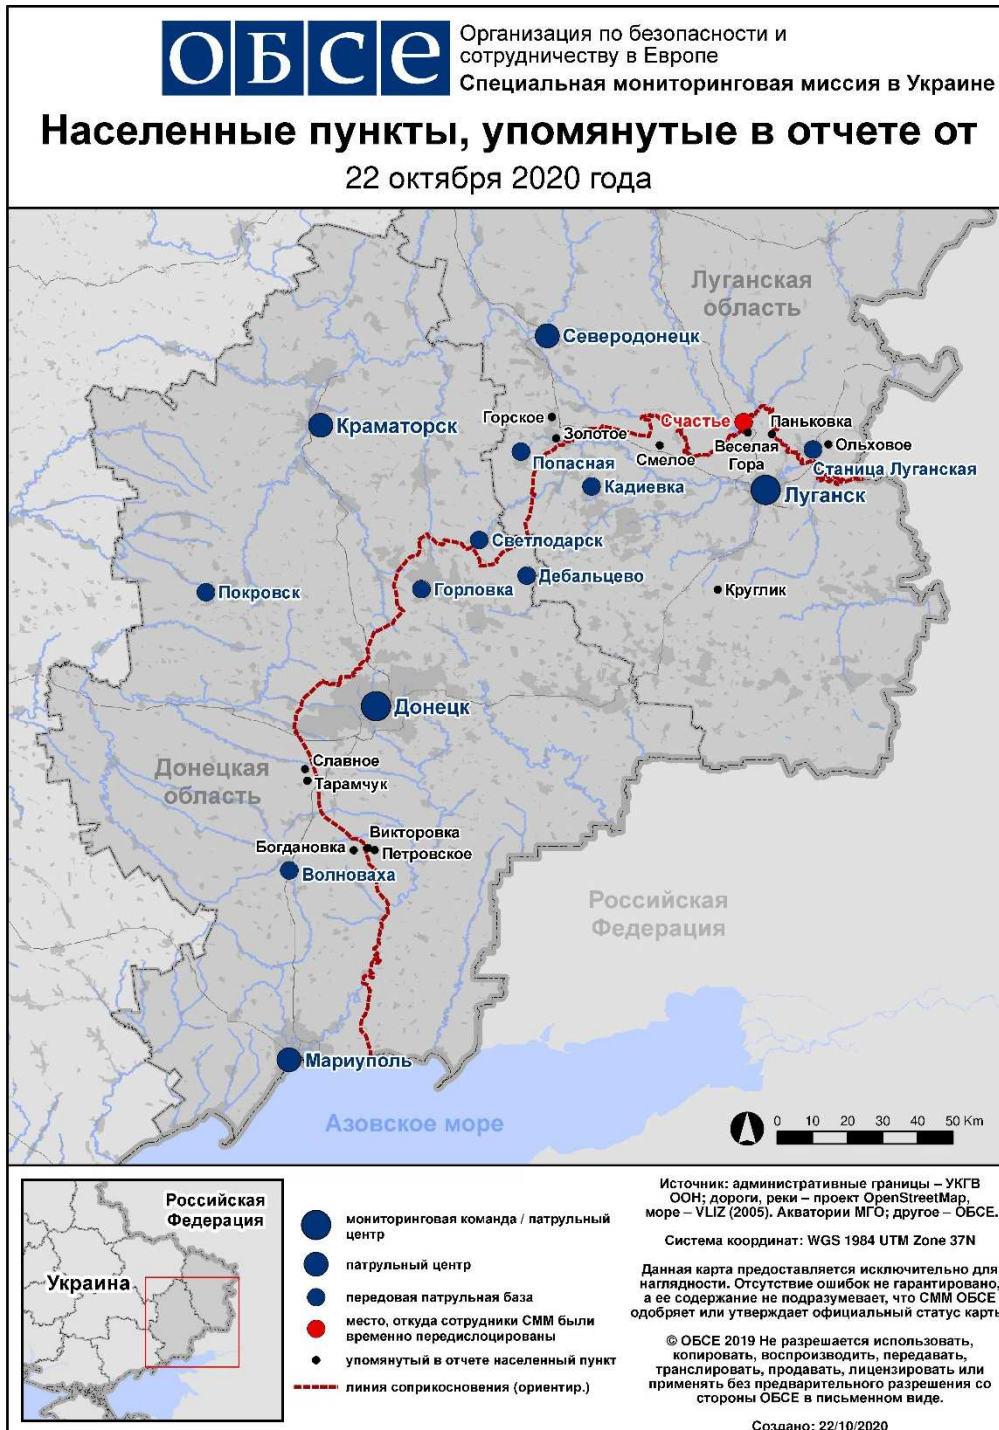 ОБСЕ
Организация по безопасности и
сотрудничеству в Европе
Специальная мониторинговая миссия в Украине
Населенные пункты, упомянутые в отчете от
22 октября 2020 года
Луганская
область
Северодонецк
Горское
Счастье
Паньковка
Краматорск
Золотое
Веселая
Гора
Ольховое
Попасная
Смелое
Станица Луганская
Кадиевка
Луганск
Светлодарск
Дебальцево
Покровск
Горловка
Круглик
Донецк
Славное
Донецкая
область
Тарамчук
Викторовка
Богдановка
Петровское
Волноваха
Российская
Федерация
Мариуполь
Азовское море
0 10 20 30 40 50 Km
Российская
Федерация
Украина
мониторинговая команда / патрульный
центр
патрульный центр
передовая патрульная база
место, откуда сотрудники СММ были
временно передислоцированы
упомянутый в отчете населенный пункт
линия соприкосновения (ориентир.)
Источник: административные границы – УКГВ
ООН; дороги, реки – проект OpenStreetMap,
море – VLIZ (2005). Акватории МГО; другое – ОБСЕ.
Система координат: WGS 1984 UTM Zone 37N
Данная карта предоставляется исключительно для
наглядности. Отсутствие ошибок не гарантировано,
а ее содержание не подразумевает, что СММ ОБСЕ
одобряет или утверждает официальный статус карты
© ОБСЕ 2019 Не разрешается использовать,
копировать, воспроизводить, передавать,
транслировать, продавать, лицензировать или
применять без предварительного разрешения со
стороны ОБСЕ в письменном виде.
Создано: 22/10/2020